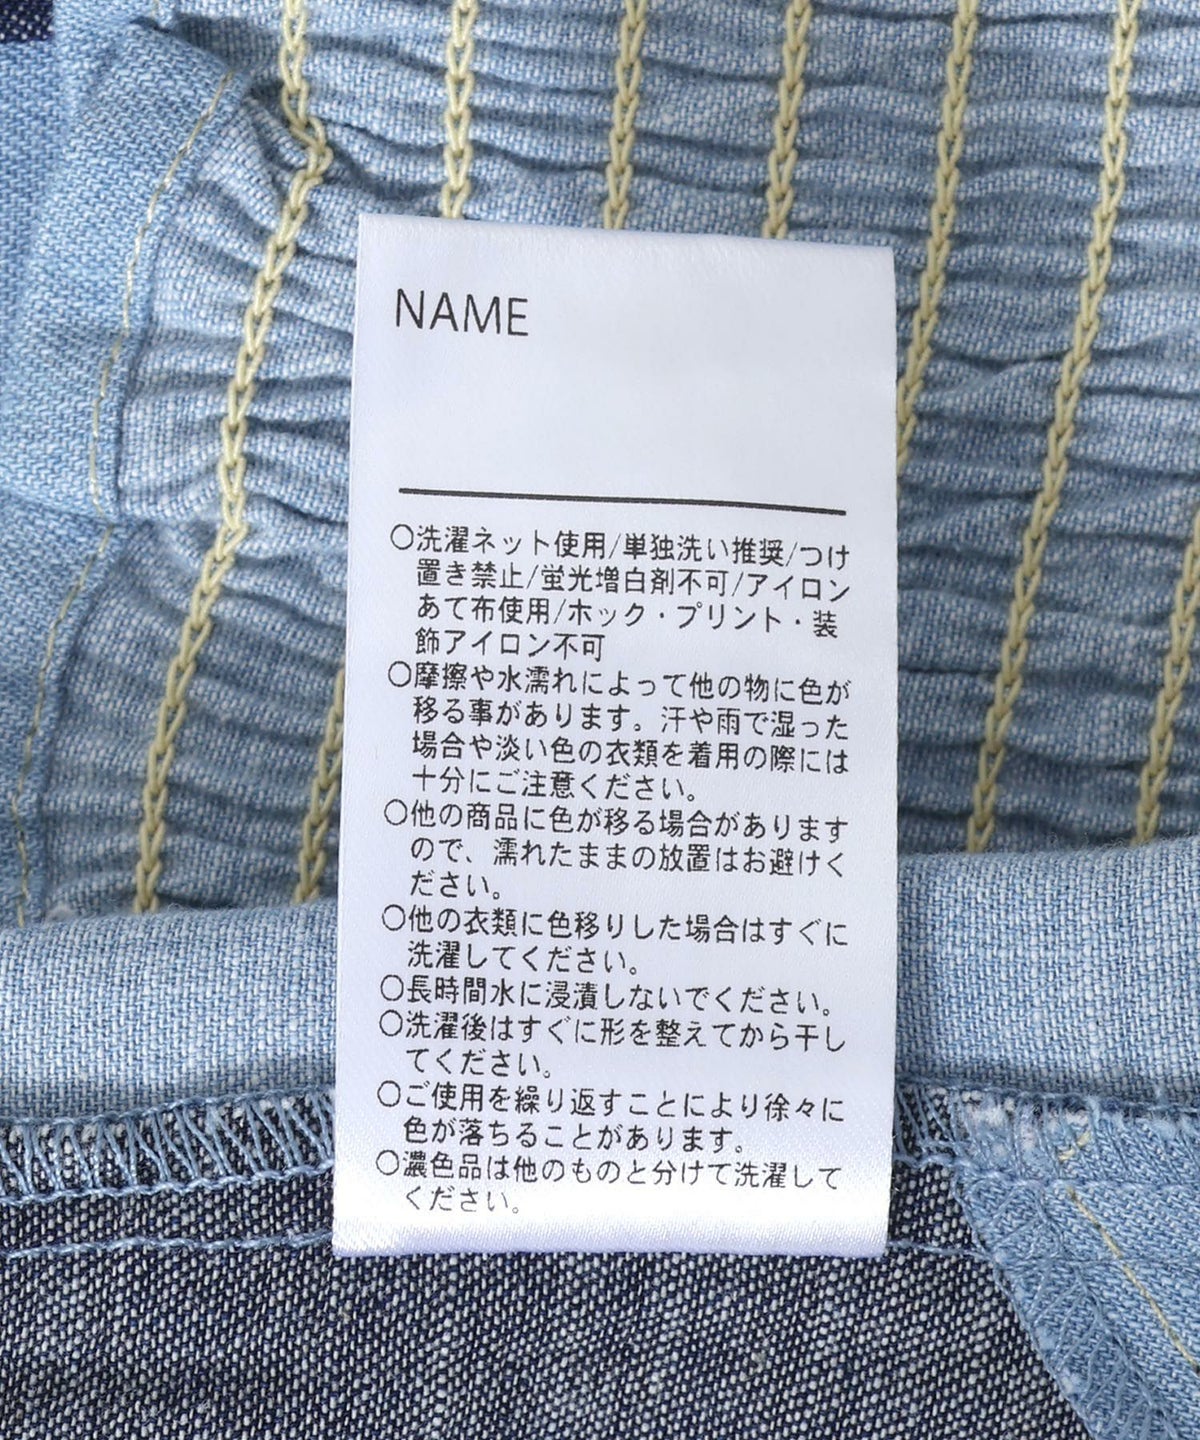 NAME
○洗濯ネット使用/単独洗い推奨/つけ
置き禁止/蛍光増白剤不可/アイロン
あて布使用/ホック・プリント・装
飾アイロン不可
○摩擦や水濡れによって他の物に色が
移る事があります。汗や雨で湿った
場合や淡い色の衣類を着用の際には
十分にご注意ください。
○他の商品に色が移る場合があります
ので、濡れたままの放置はお避けく
ださい。
○他の衣類に色移りした場合はすぐに
洗濯してください。
○長時間水に浸漬しないでください。
○洗濯後はすぐに形を整えてから干し
てください。
○ご使用を繰り返すことにより徐々に
色が落ちることがあります。
○濃色品は他のものと分けて洗濯して
ください。